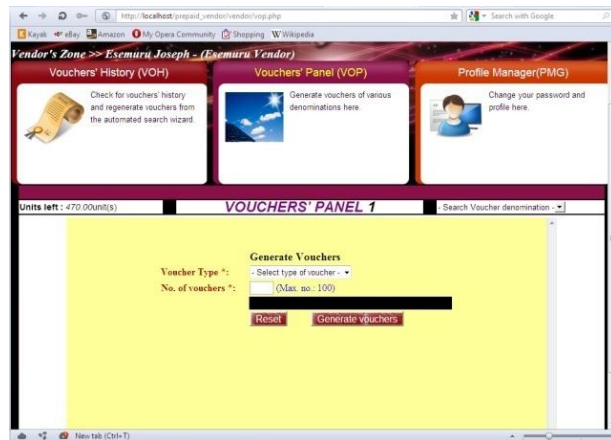 http://localhost/prepaid_vendor/vendor/vop.php
Search with Google
Kayak eBay Amazon My Opera Community Shopping Wikipedia
Vendor's Zone >> Esemuru Joseph - (Esemuru Vendor)
Vouchers' History (VOH)
Check for vouchers' history
and regenerate vouchers from
the automated search wizard.
Vouchers' Panel (VOP)
Generate vouchers of various
denominations here.
Profile Manager(PMG)
Change your password and
profile here.
Units left : 470.00unit(s)
VOUCHERS' PANEL 1
- Search Voucher denomination -
Generate Vouchers
Voucher Type *: - Select type of voucher -
No. of vouchers *: (Max. no.: 100)
Reset Generate vouchers
New tab (Ctrl+T)